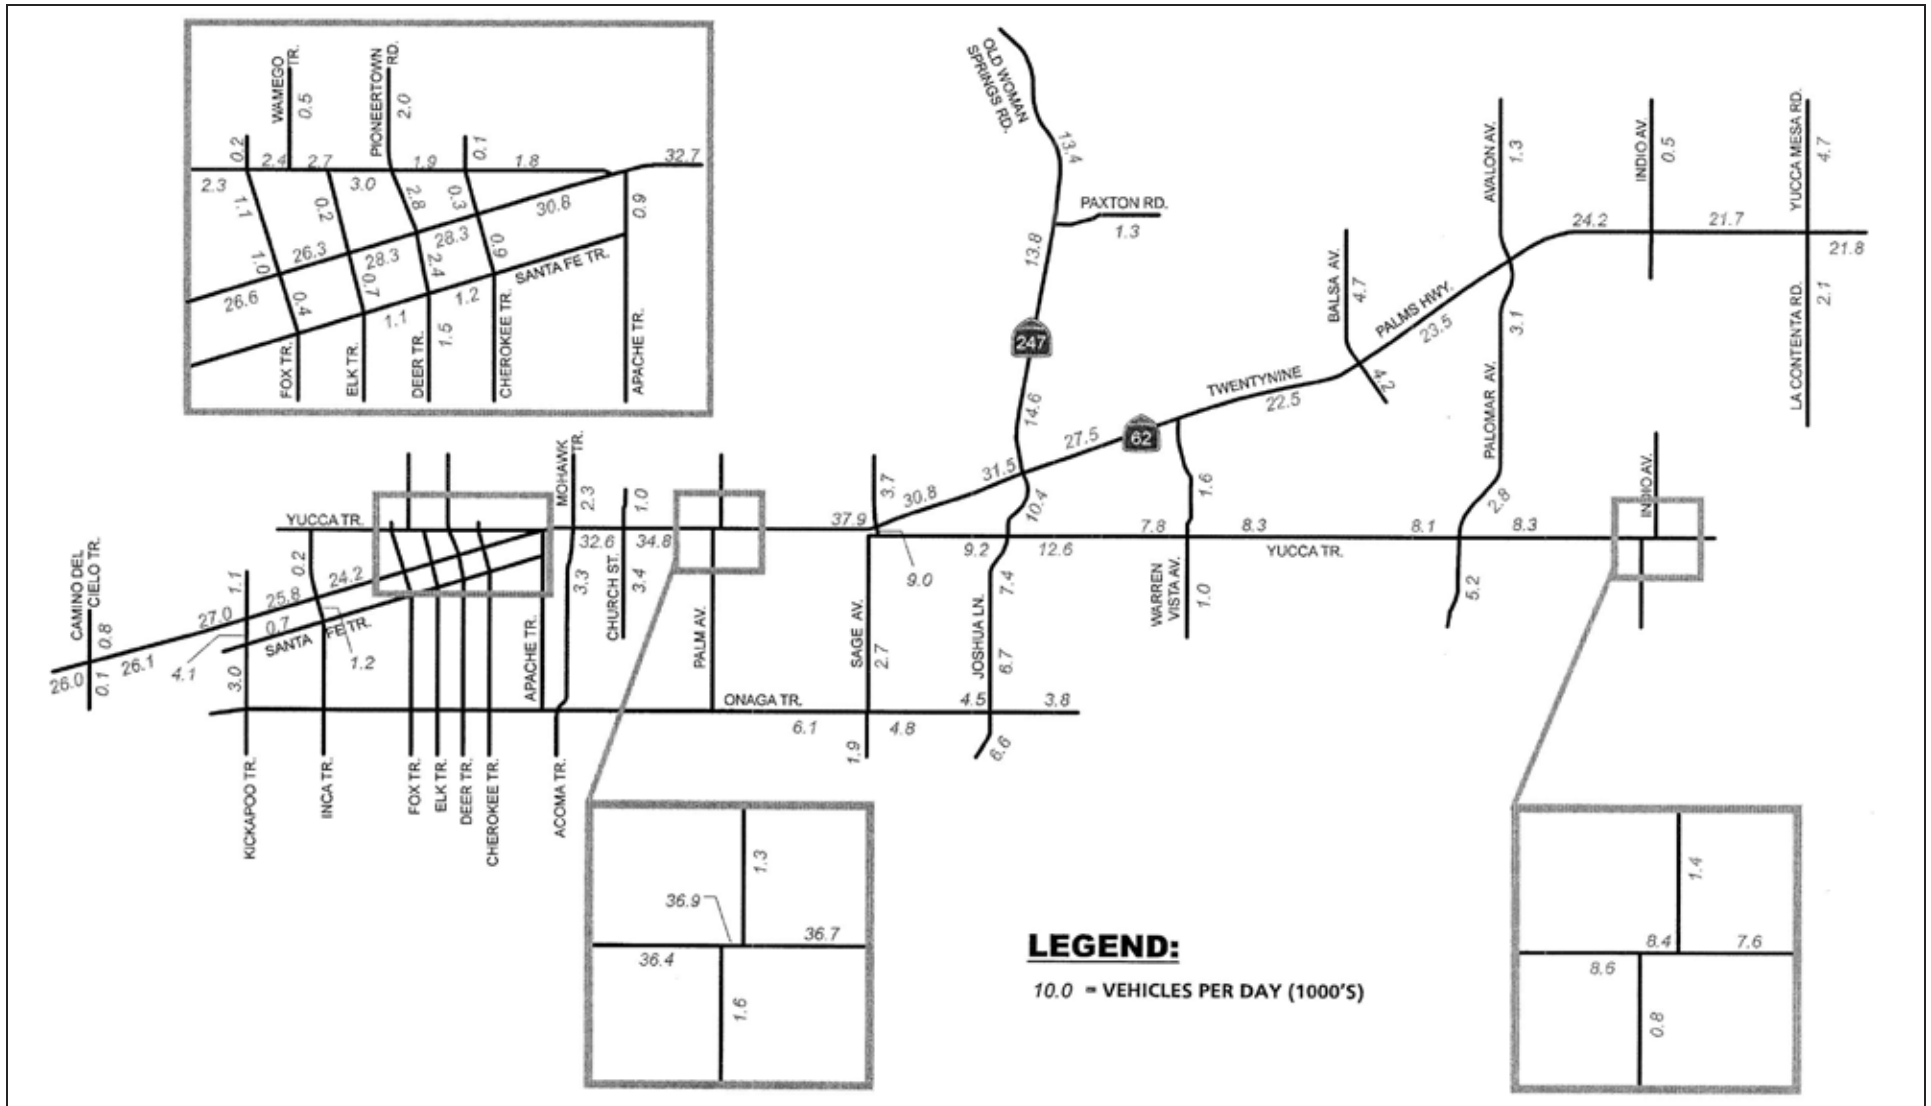 WAMEGO TR.
0.5
PIONEERTOWN RD.
2.0
0.2
2.4
2.7
1.9
0.1
1.8
32.7
2.3
3.0
1.1
0.2
2.8
0.3
30.8
0.9
1.0
26.3
28.3
28.3
0.9
26.6
0.4
0.7
2.4
1.2
SANTA FE TR.
1.1
1.5
FOX TR.
ELK TR.
DEER TR.
CHEROKEE TR.
APACHE TR.
OLD WOMAN
SPRINGS RD.
13.4
PAXTON RD.
1.3
13.8
247
14.6
AVALON AV.
1.3
INDIO AV.
0.5
YUCCA MESA RD.
4.7
24.2
21.7
21.8
BALSA AV.
4.7
PALMS HWY.
23.5
3.1
LA CONTENTA RD.
2.1
TWENTYNINE
22.5
4.2
62
27.5
31.5
30.8
PALOMAR AV.
2.8
INDIO AV.
MOHAWK TR.
2.3
1.0
3.7
10.4
1.6
YUCCA TR.
32.6
34.8
37.9
7.8
8.3
8.1
8.3
9.2
12.6
YUCCA TR.
9.0
CAMINO DEL
CIELO TR.
0.8
1.1
0.2
24.2
25.8
27.0
0.7
SANTA FE TR.
1.2
26.0
26.1
0.1
4.1
3.0
APACHE TR.
3.3
CHURCH ST.
3.4
PALM AV.
SAGE AV.
2.7
JOSHUA LN.
7.4
6.7
WARREN
VISTA AV.
1.0
5.2
ONAGA TR.
6.1
4.8
4.5
3.8
1.9
6.6
KICKAPOO TR.
INCA TR.
FOX TR.
ELK TR.
DEER TR.
CHEROKEE TR.
ACOMA TR.
1.3
36.9
36.7
36.4
1.6
LEGEND:
10.0 = VEHICLES PER DAY (1000'S)
1.4
8.4
7.6
8.6
0.8